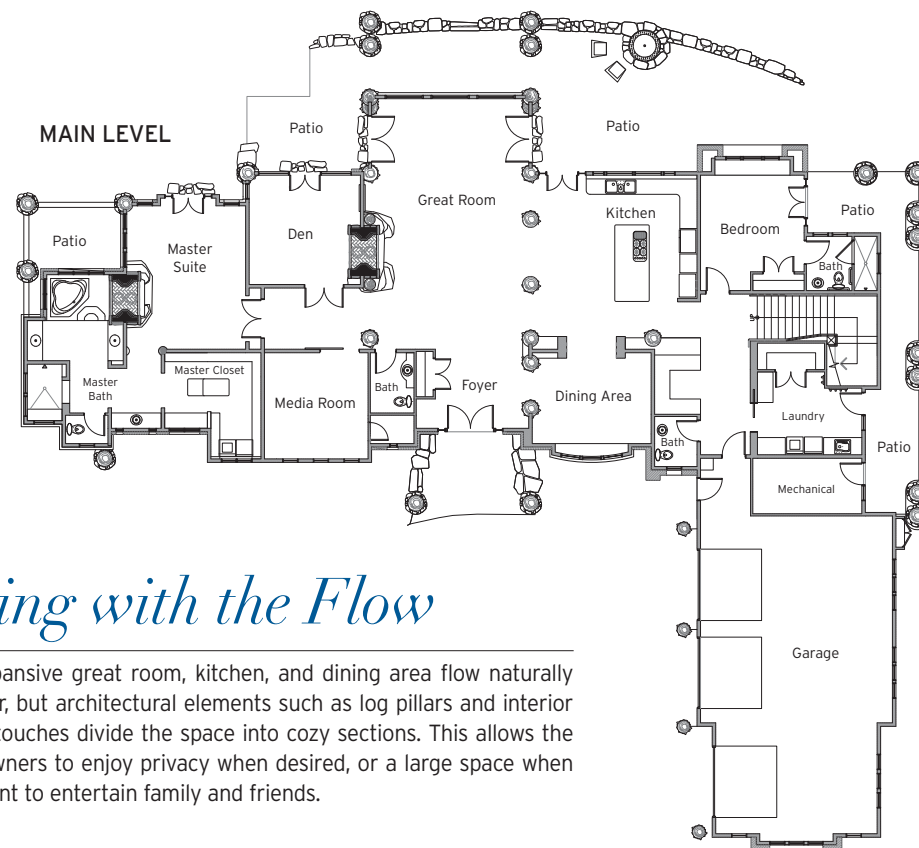 MAIN LEVEL
Patio
Patio
Great Room
Kitchen
Bedroom
Patio
Patio
Master
Suite
Den
Bath
Master Closet
Master
Bath
Media Room
Bath
Foyer
Dining Area
Bath
Laundry
Patio
Mechanical
Garage
ing with the Flow
pansive great room, kitchen, and dining area flow naturally
r, but architectural elements such as log pillars and interior
touches divide the space into cozy sections. This allows the
wners to enjoy privacy when desired, or a large space when
nt to entertain family and friends.